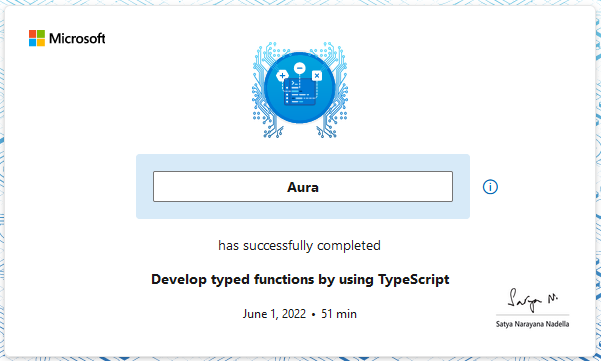 Microsoft
Aura
has successfully completed
Develop typed functions by using TypeScript
June 1, 2022 • 51 min
Satya N.
Satya Narayana Nadella